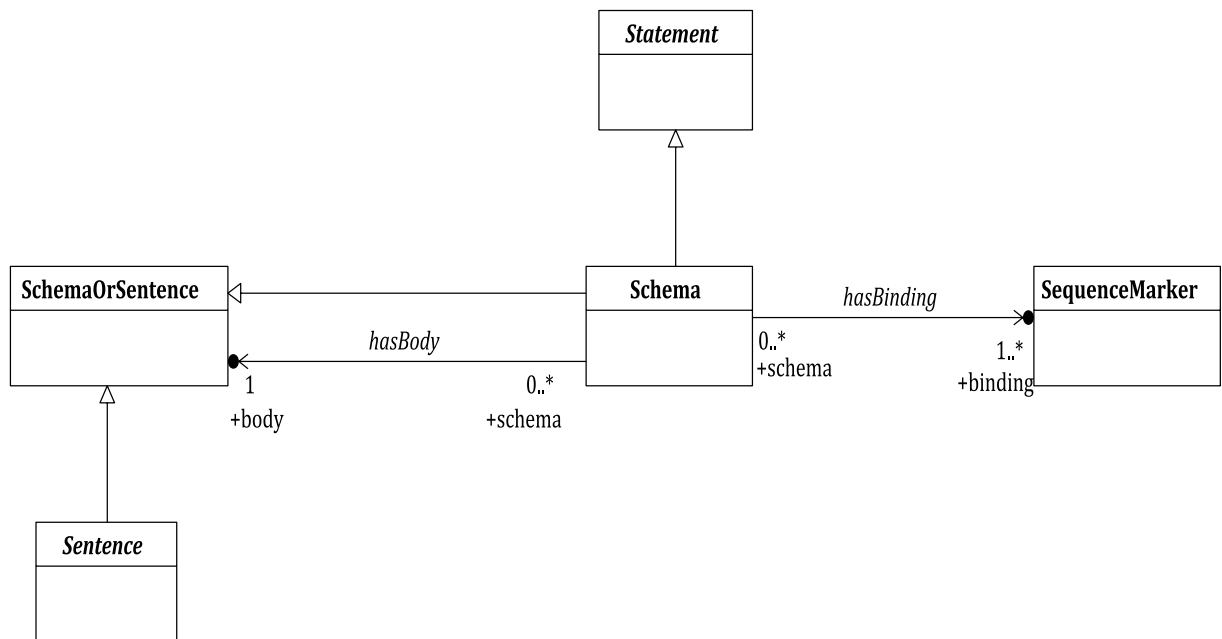 Statement
SchemaOrSentence
Schema
SequenceMarker
hasBinding
hasBody
0..*
+schema
1..*
+binding
1
+body
0..*
+schema
Sentence